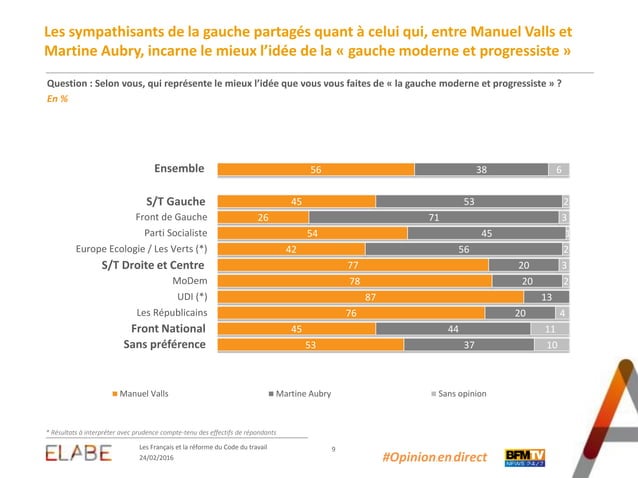 Les sympathisants de la gauche partagés quant à celui qui, entre Manuel Valls et
Martine Aubry, incarne le mieux l'idée de la « gauche moderne et progressiste »
Question : Selon vous, qui représente le mieux l'idée que vous vous faites de « la gauche moderne et progressiste » ?
En %
Ensemble 56 38 6
S/T Gauche 45 53 2
Front de Gauche 26 71 3
Parti Socialiste 54 45
Europe Ecologie / Les Verts (*) 42 56 2
S/T Droite et Centre 77 20 3
MoDem 78 20 2
UDI (*) 87 13
Les Républicains 76 20 4
Front National 45 44 11
Sans préférence 53 37 10
Manuel Valls Martine Aubry Sans opinion
* Résultats à interpréter avec prudence compte-tenu des effectifs de répondants
ELABE
Les Français et la réforme du Code du travail
24/02/2016
9
#Opinionendirect
BFMTV
NEWS 24/7